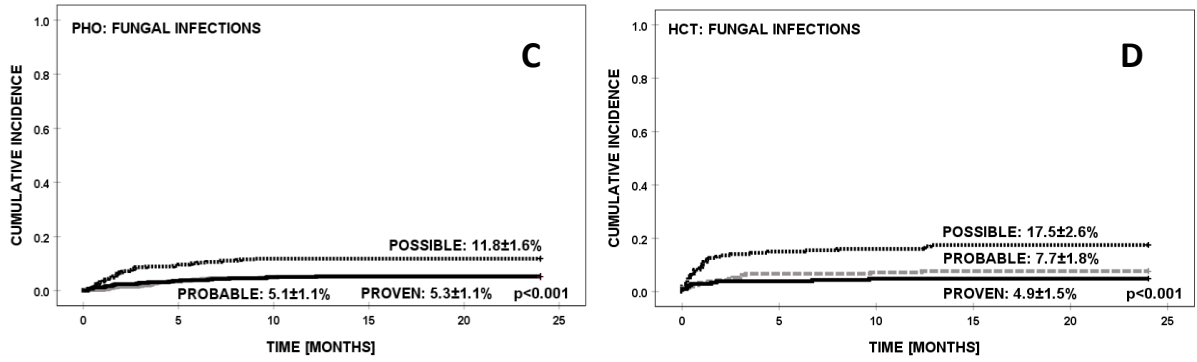 PHO: FUNGAL INFECTIONS
C
CUMULATIVE INCIDENCE
1.0
0.8
0.6
0.4
0.2
0.0
POSSIBLE: 11.8±1.6%
PROBABLE: 5.1±1.1% PROVEN: 5.3±1.1% p<0.001
0 5 10 15 20 25
TIME [MONTHS]
HCT: FUNGAL INFECTIONS
D
CUMULATIVE INCIDENCE
1.0
0.8
0.6
0.4
0.2
0.0
POSSIBLE: 17.5±2.6%
PROBABLE: 7.7±1.8%
PROVEN: 4.9±1.5% p<0.001
0 5 10 15 20 25
TIME [MONTHS]